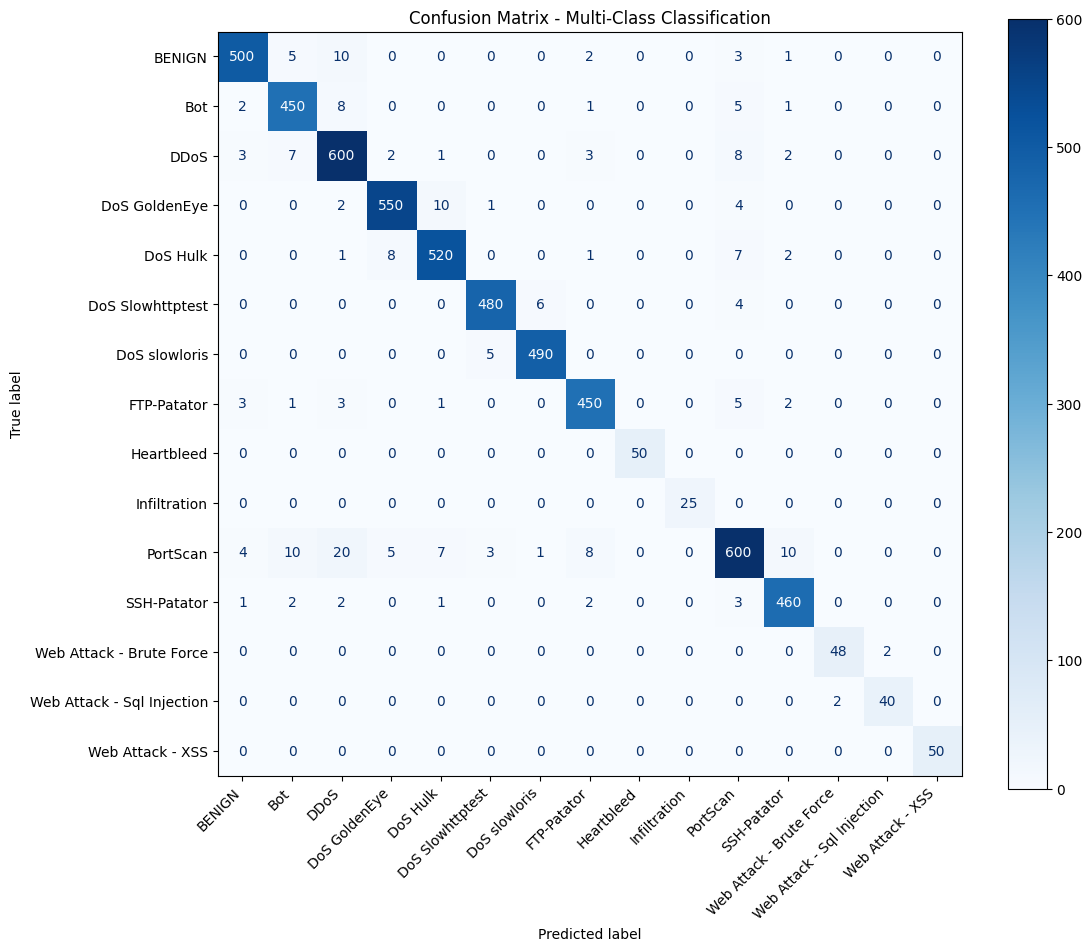 Confusion Matrix - Multi-Class Classification
BENIGN 500 5 10 0 0 0 0 2 0 0 3 1 0 0 0
Bot 2 450 8 0 0 0 0 1 0 0 5 1 0 0 0
DDoS 3 7 600 2 1 0 0 3 0 0 8 2 0 0 0
DoS GoldenEye 0 0 2 550 10 1 0 0 0 0 4 0 0 0 0
DoS Hulk 0 0 1 8 520 0 0 1 0 0 7 2 0 0 0
DoS Slowhttptest 0 0 0 0 0 480 6 0 0 0 4 0 0 0 0
DoS slowloris 0 0 0 0 0 5 490 0 0 0 0 0 0 0 0
FTP-Patator 3 1 3 0 1 0 0 450 0 0 5 2 0 0 0
Heartbleed 0 0 0 0 0 0 0 0 50 0 0 0 0 0 0
Infiltration 0 0 0 0 0 0 0 0 0 25 0 0 0 0 0
PortScan 4 10 20 5 7 3 1 8 0 0 600 10 0 0 0
SSH-Patator 1 2 2 0 1 0 0 2 0 0 3 460 0 0 0
Web Attack - Brute Force 0 0 0 0 0 0 0 0 0 0 0 0 48 2 0
Web Attack - Sql Injection 0 0 0 0 0 0 0 0 0 0 0 0 2 40 0
Web Attack - XSS 0 0 0 0 0 0 0 0 0 0 0 0 0 0 50
True label
BENIGN
Bot
DDoS
DoS GoldenEye
DoS Hulk
DoS Slowhttptest
DoS slowloris
FTP-Patator
Heartbleed
Infiltration
PortScan
SSH-Patator
Web Attack - Brute Force
Web Attack - Sql Injection
Web Attack - XSS
Predicted label
600
500
400
300
200
100
0